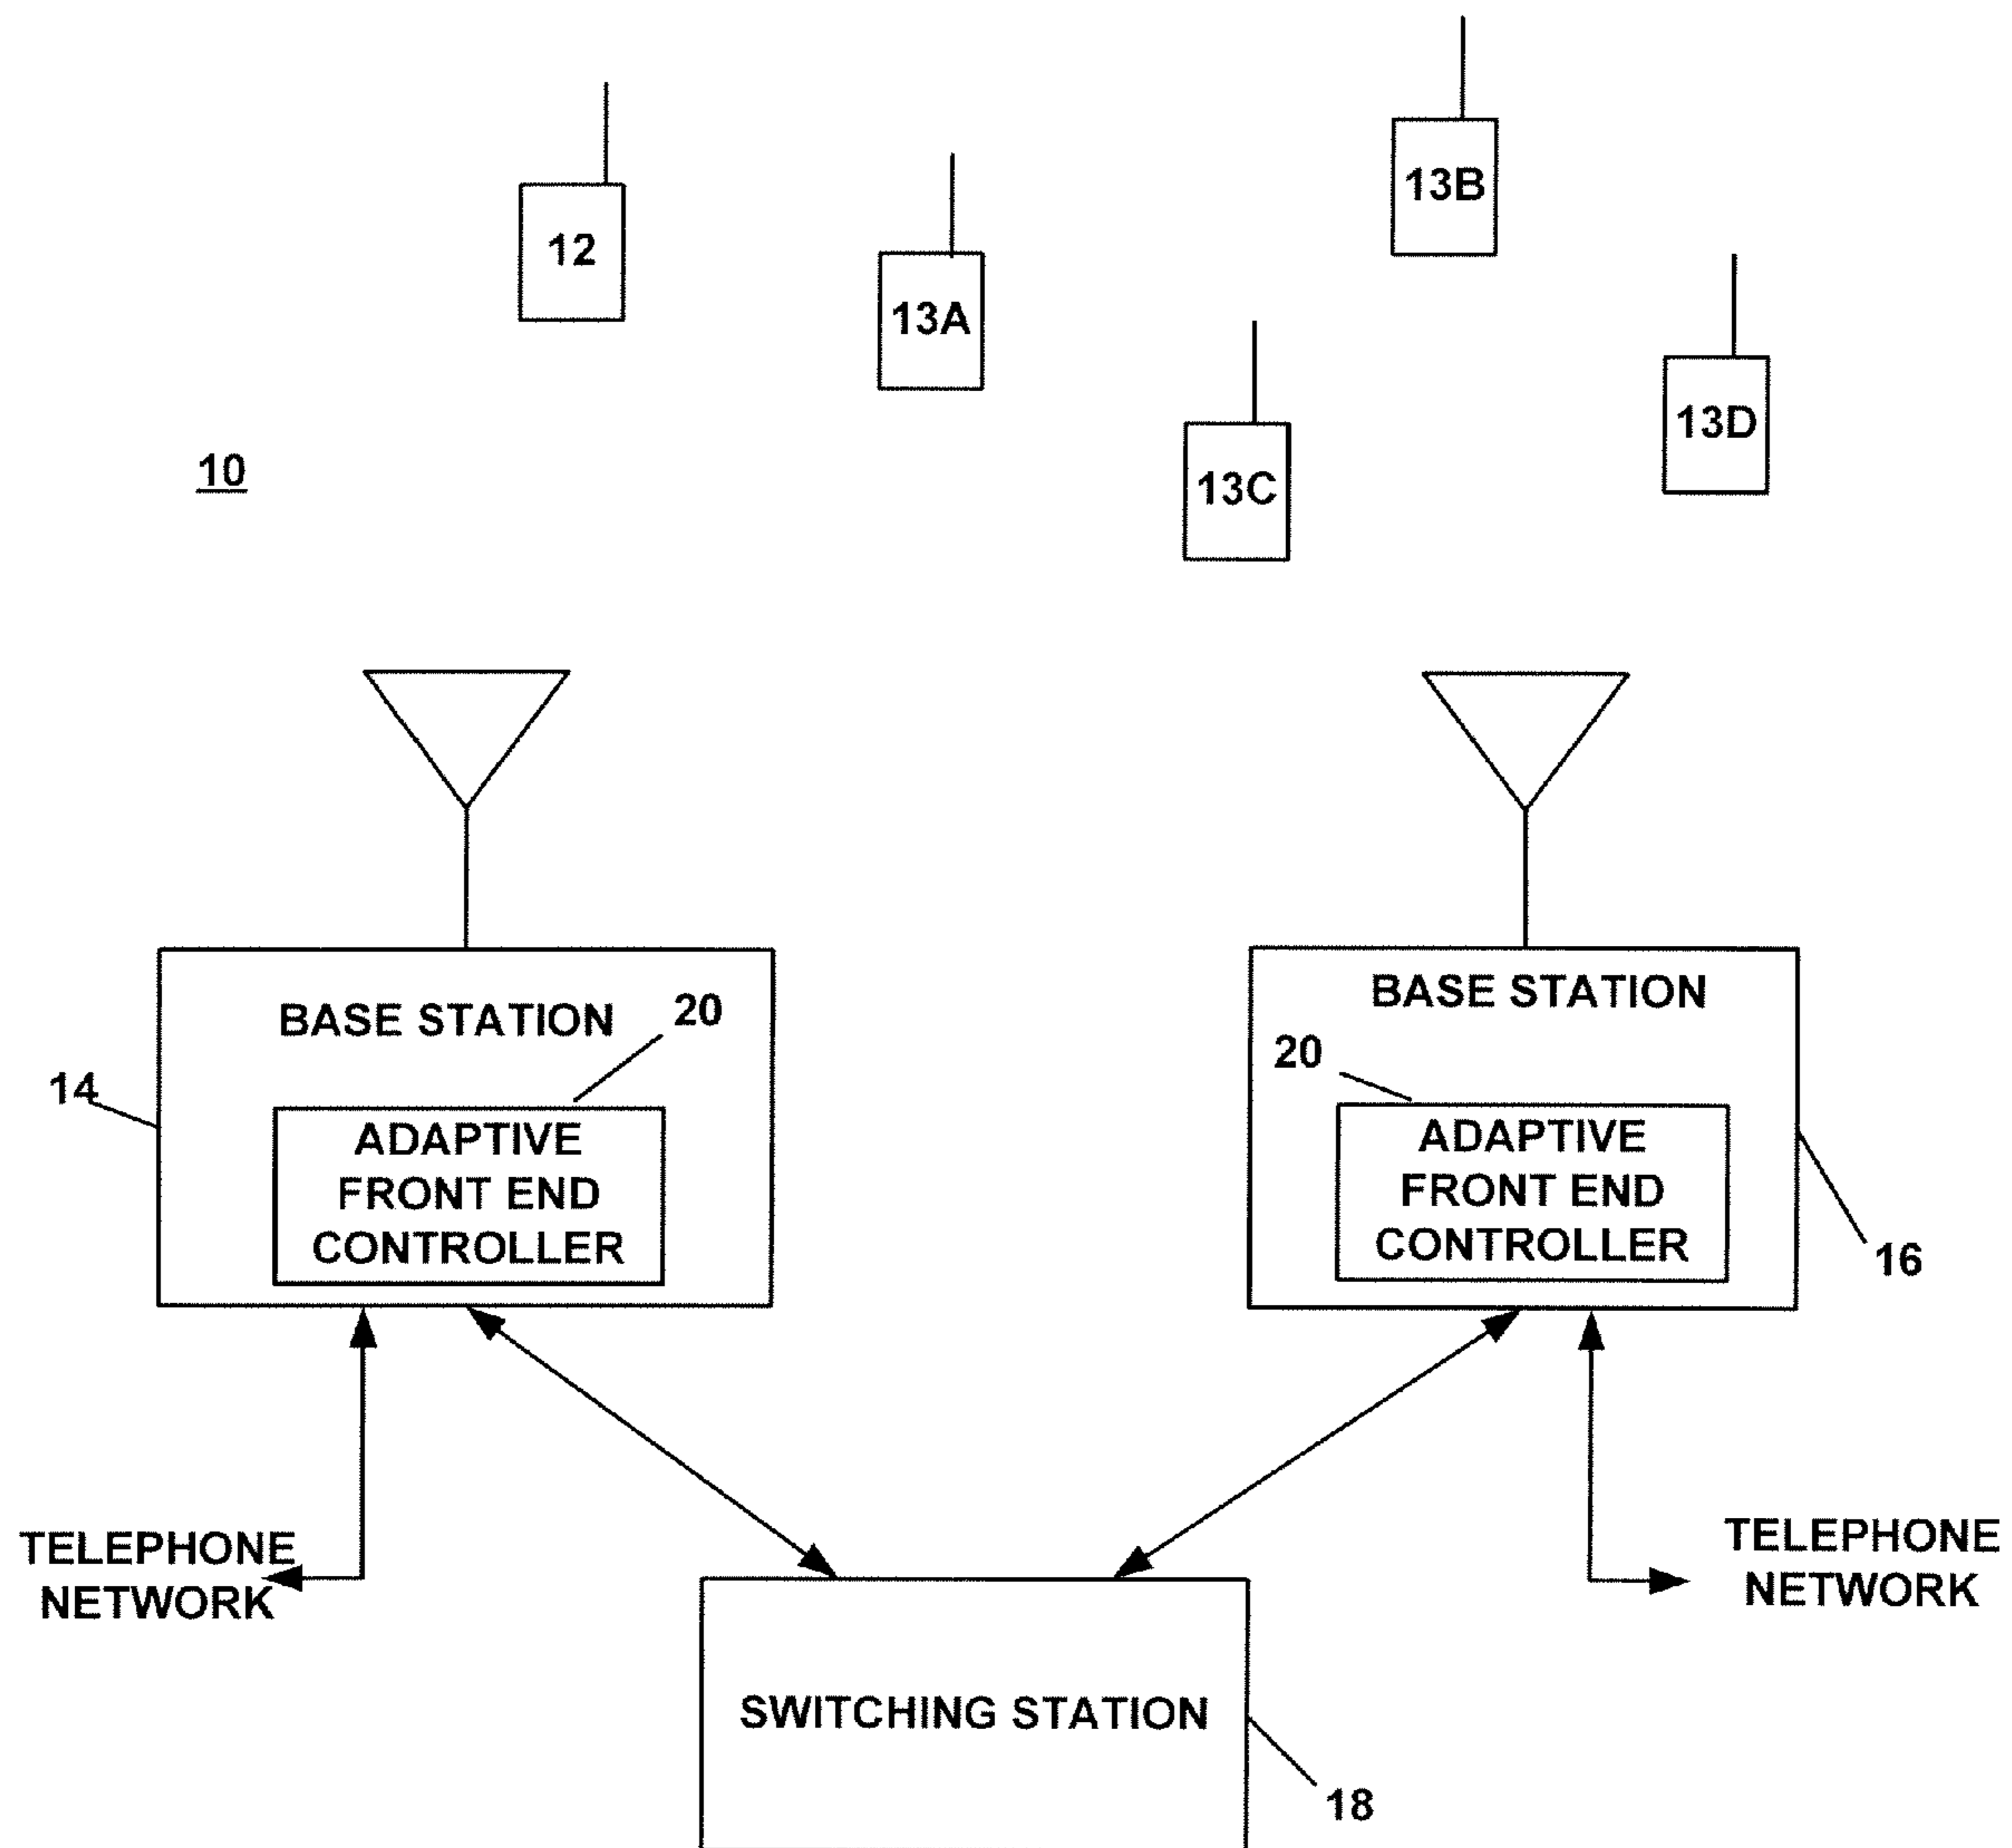 13B
12
13A
13D
10
13C
BASE STATION
20
BASE STATION
20
14
ADAPTIVE
FRONT END
CONTROLLER
ADAPTIVE
FRONT END
CONTROLLER
16
TELEPHONE
NETWORK
TELEPHONE
NETWORK
SWITCHING STATION
18